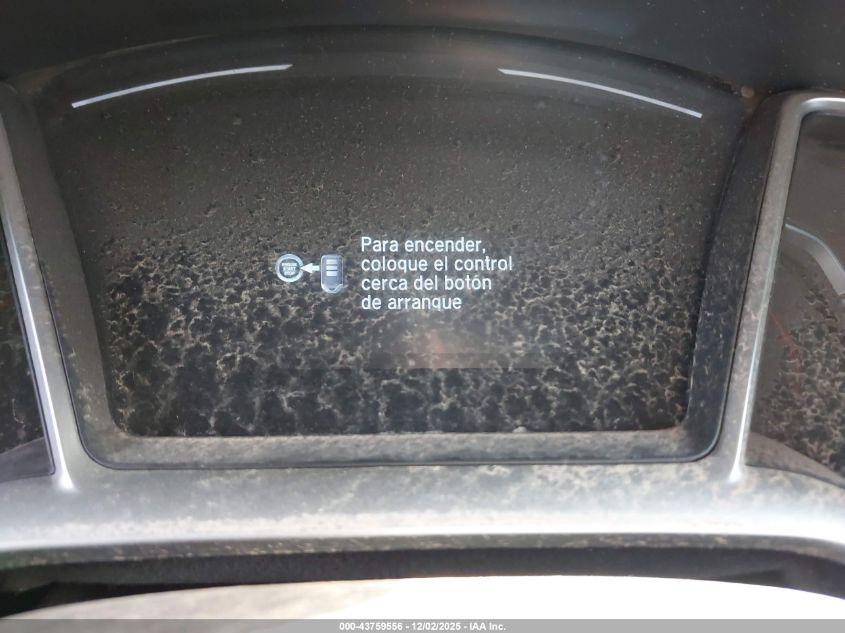 Para encender,
coloque el control
cerca del botón
de arranque
000-43759556 - 12/02/2025 - IAA Inc.